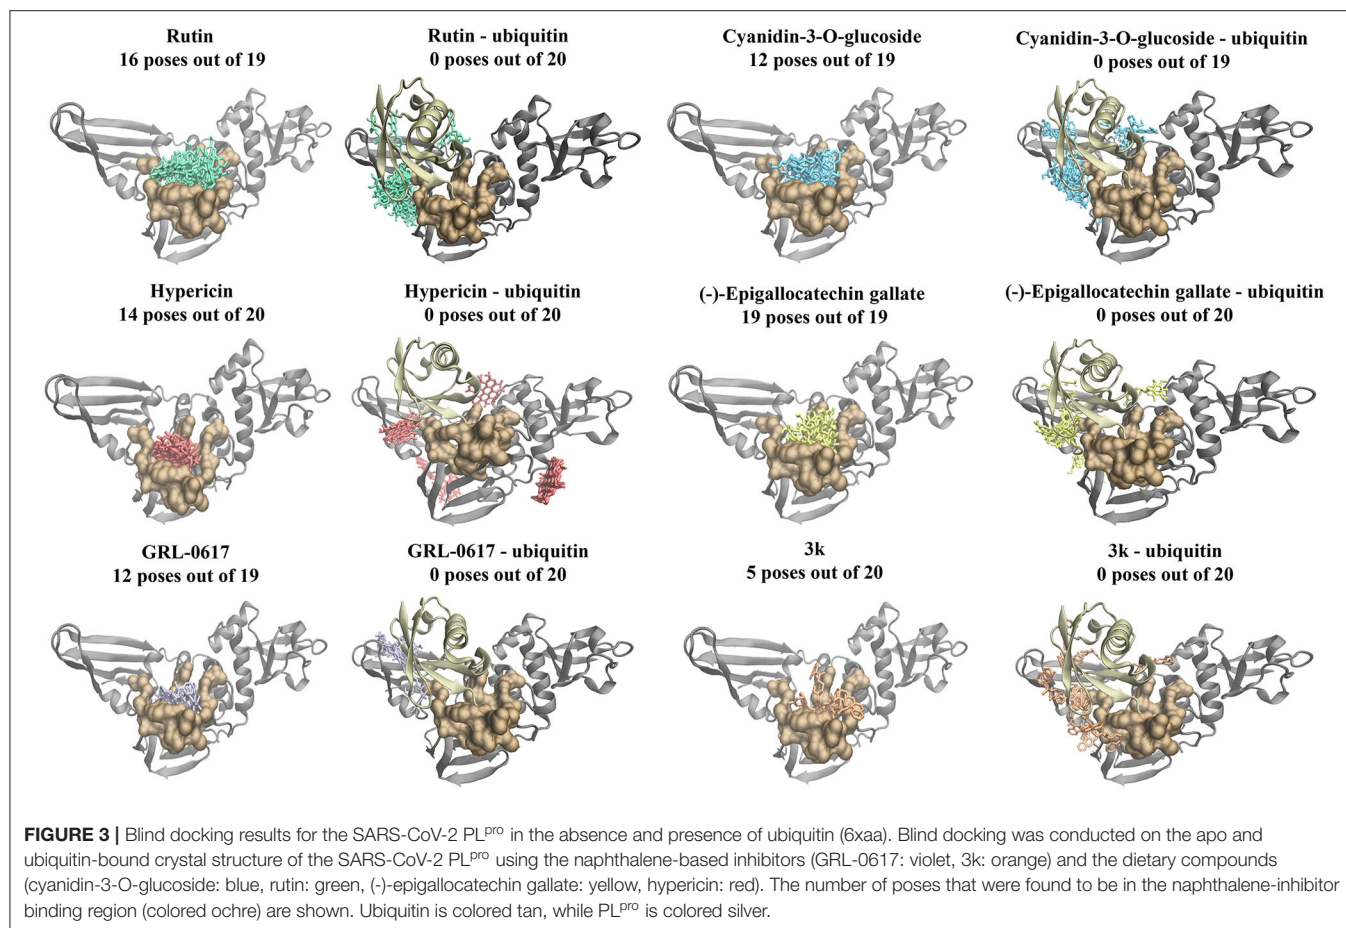 Rutin
16 poses out of 19
Rutin - ubiquitin
0 poses out of 20
Cyanidin-3-O-glucoside
12 poses out of 19
Cyanidin-3-O-glucoside - ubiquitin
0 poses out of 19
Hypericin
14 poses out of 20
Hypericin - ubiquitin
0 poses out of 20
(-)-Epigallocatechin gallate
19 poses out of 19
(-)-Epigallocatechin gallate - ubiquitin
0 poses out of 20
GRL-0617
12 poses out of 19
GRL-0617 - ubiquitin
0 poses out of 20
3k
5 poses out of 20
3k - ubiquitin
0 poses out of 20
FIGURE 3 | Blind docking results for the SARS-CoV-2 PLpro in the absence and presence of ubiquitin (6xaa). Blind docking was conducted on the apo and
ubiquitin-bound crystal structure of the SARS-CoV-2 PLpro using the naphthalene-based inhibitors (GRL-0617: violet, 3k: orange) and the dietary compounds
(cyanidin-3-O-glucoside: blue, rutin: green, (-)-epigallocatechin gallate: yellow, hypericin: red). The number of poses that were found to be in the naphthalene-inhibitor
binding region (colored ochre) are shown. Ubiquitin is colored tan, while PLpro is colored silver.